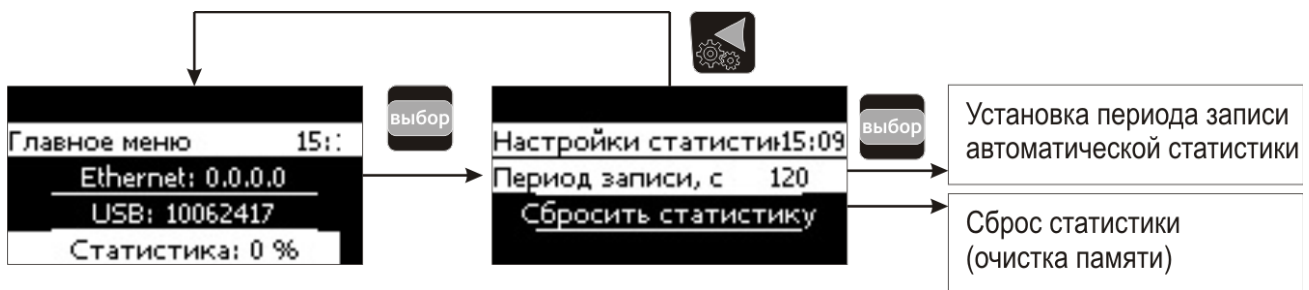 выбор
Главное меню 15:
Ethernet: 0.0.0.0
USB: 10062417
Статистика: 0 %
Настройки статистик15:09
Период записи, с 120
Сбросить статистику
выбор
Установка периода записи
автоматической статистики
Сброс статистики
(очистка памяти)